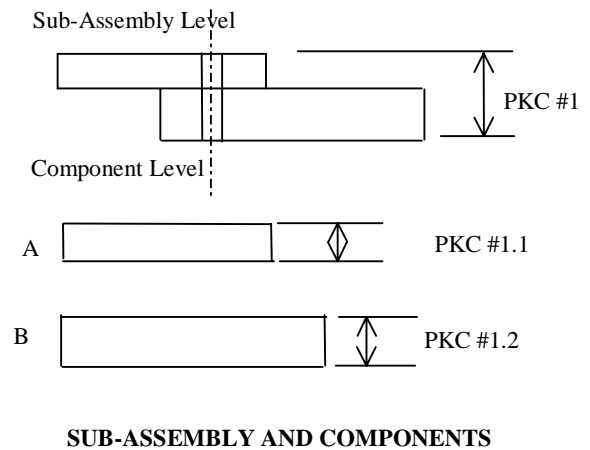 Sub-Assembly Level
PKC #1
Component Level
A
PKC #1.1
B
PKC #1.2
SUB-ASSEMBLY AND COMPONENTS